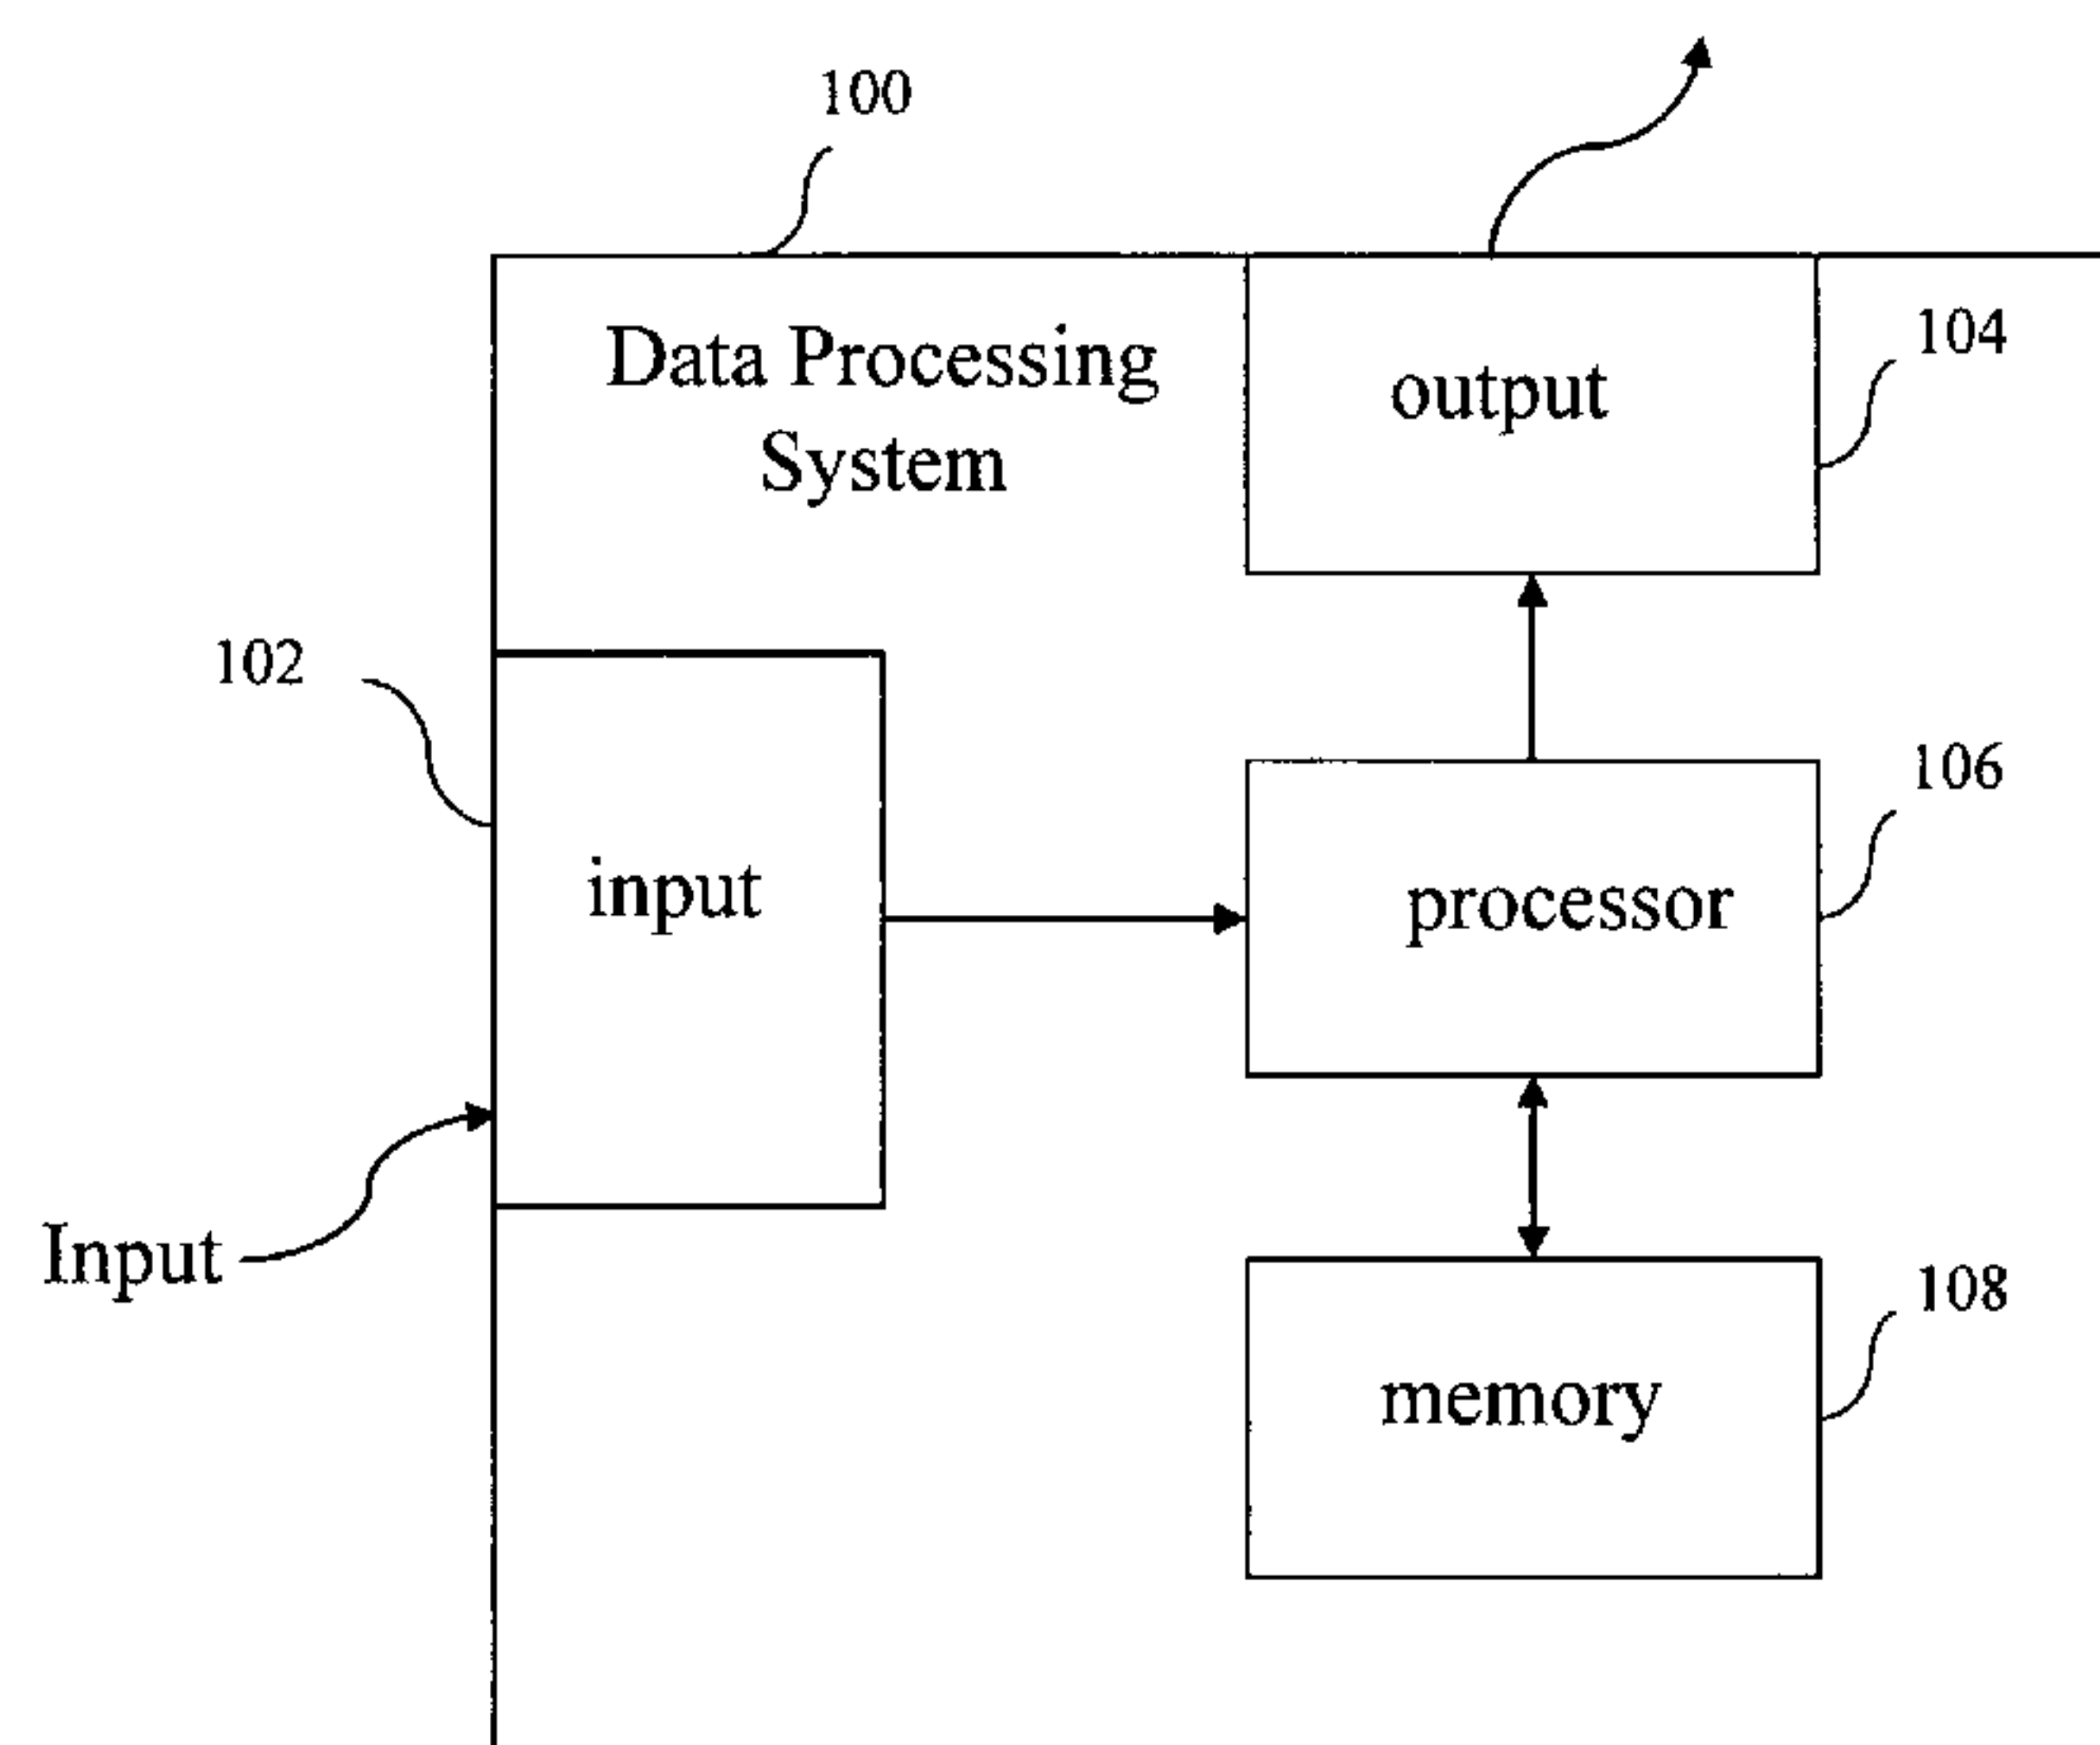 100
Data Processing
System
output
104
102
input
processor
106
Input
memory
108